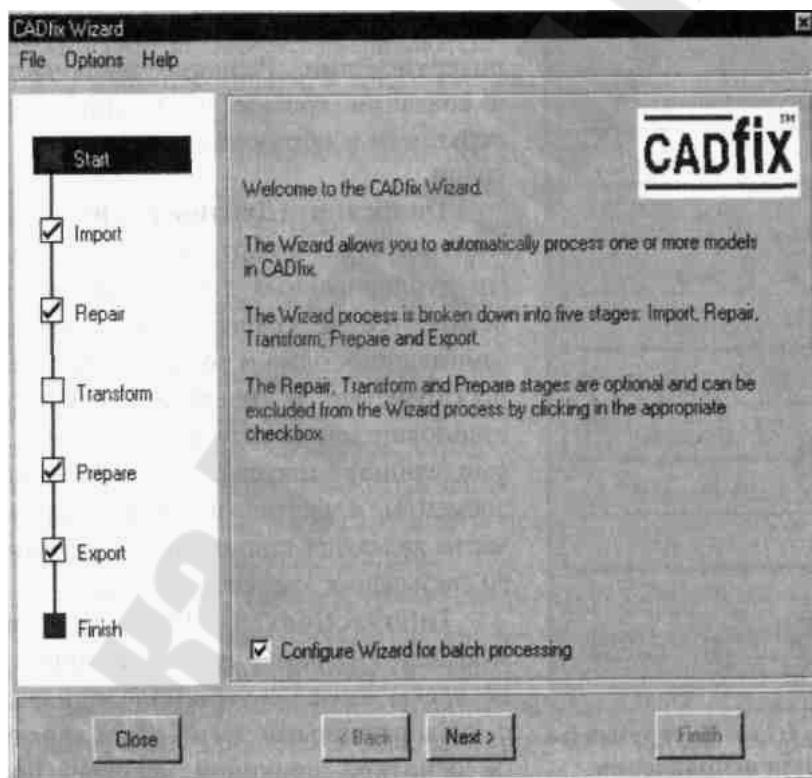 CADfix Wizard
File Options Help
Start
Import
Repair
Transform
Prepare
Export
Finish
CADfix™
Welcome to the CADfix Wizard.
The Wizard allows you to automatically process one or more models
in CADfix.
The Wizard process is broken down into five stages: Import, Repair,
Transform, Prepare and Export.
The Repair, Transform and Prepare stages are optional and can be
excluded from the Wizard process by clicking in the appropriate
checkbox.
Configure Wizard for batch processing
Close
< Back
Next >
Finish